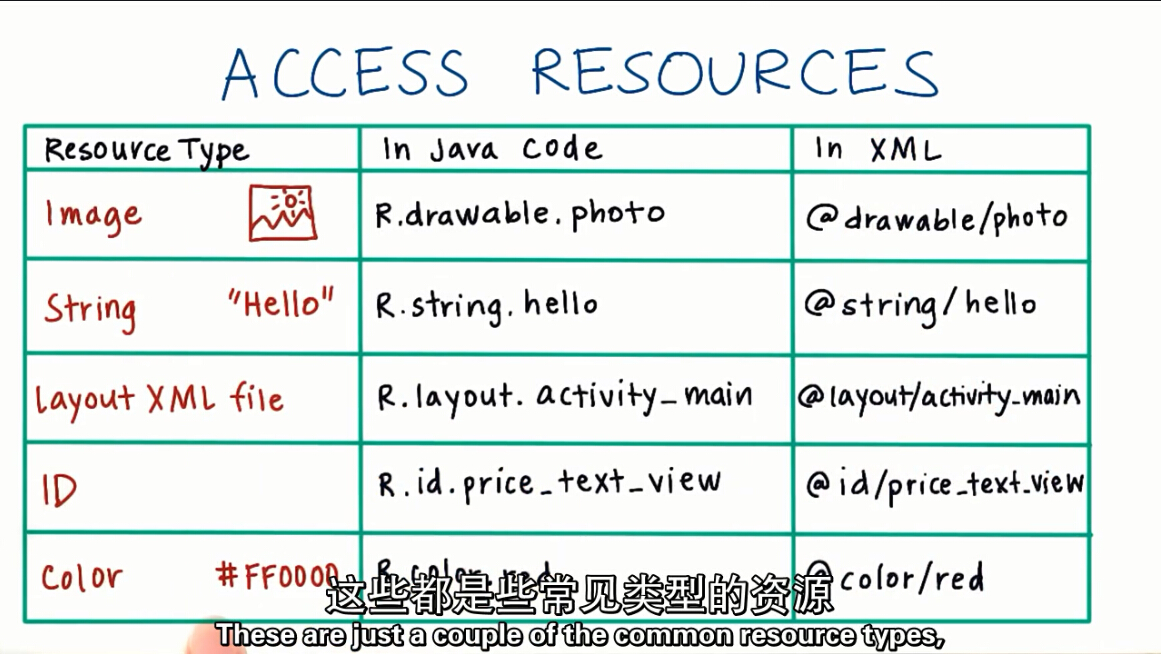 ACCESS RESOURCES
Resource Type In Java Code In XML
Image R.drawable.photo @drawable/photo
String "Hello" R.string.hello @string/hello
Layout XML file R.layout.activity_main @layout/activity_main
ID R.id.price_text_view @id/price_text_view
Color #FF0000 R.color.red @color/red
这些都是些常见类型的资源
These are just a couple of the common resource types,